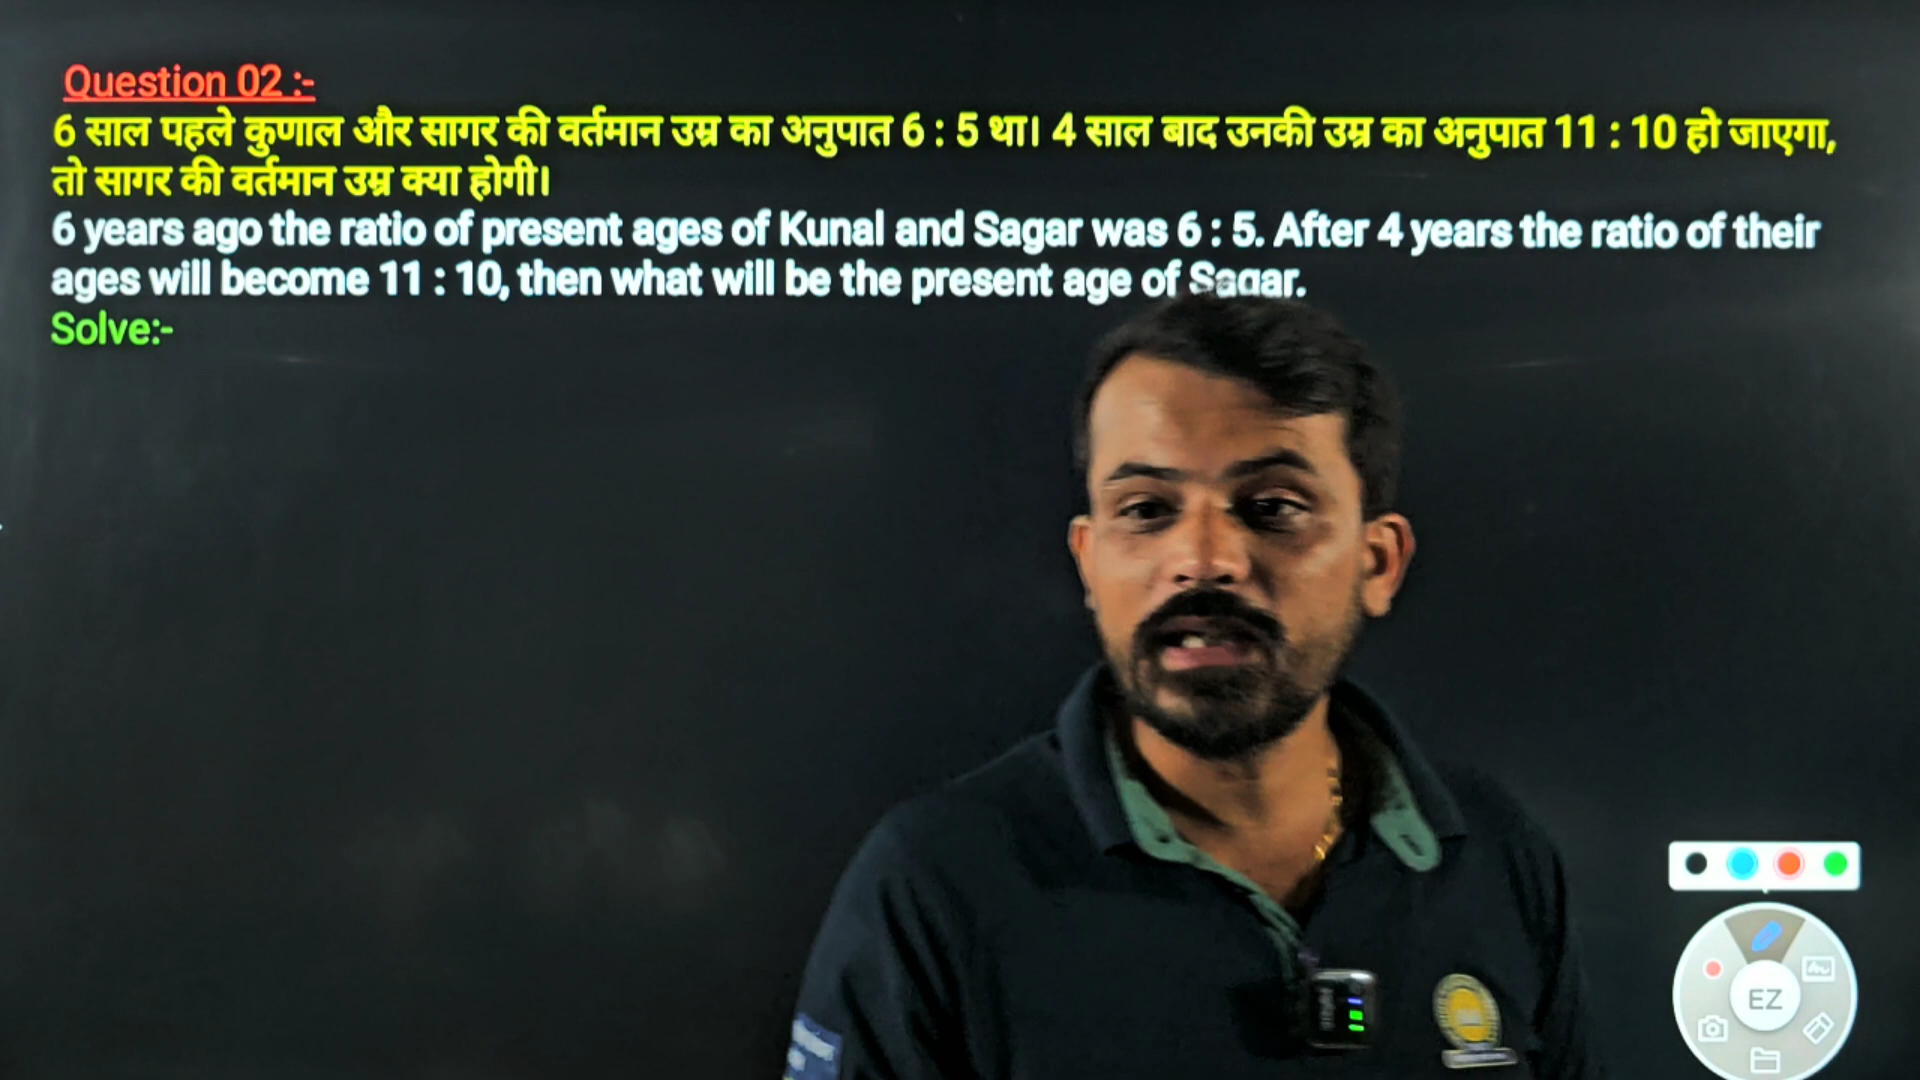 Question 02 :-
6 साल पहले कुणाल और सागर की वर्तमान उम्र का अनुपात 6 : 5 था। 4 साल बाद उनकी उम्र का अनुपात 11 : 10 हो जाएगा,
तो सागर की वर्तमान उम्र क्या होगी।
6 years ago the ratio of present ages of Kunal and Sagar was 6 : 5. After 4 years the ratio of their
ages will become 11 : 10, then what will be the present age of Sagar.
Solve:-
EZ